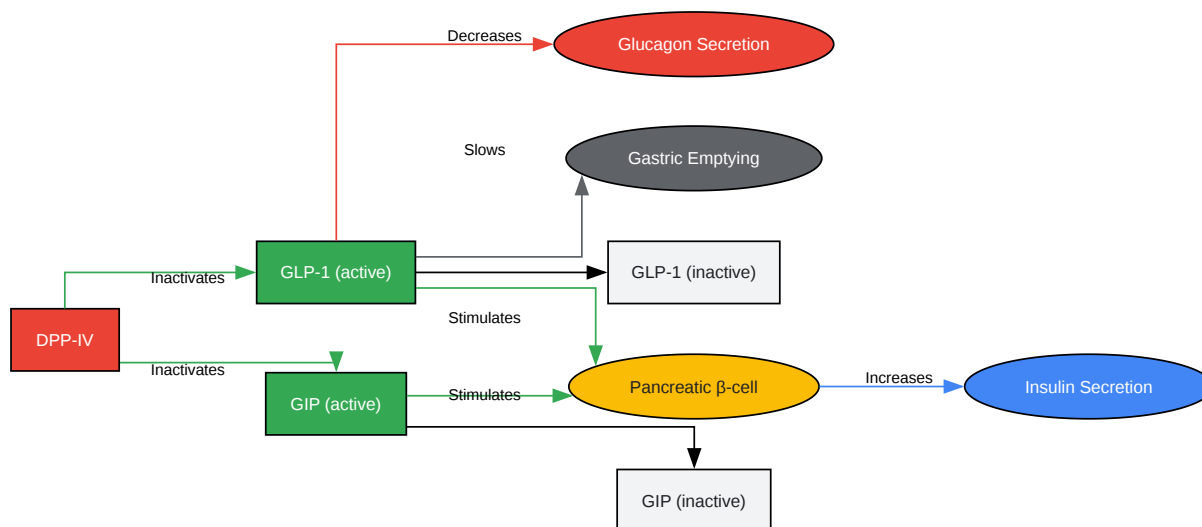 Decreases
Glucagon Secretion
Slows
Gastric Emptying
GLP-1 (active)
GLP-1 (inactive)
Inactivates
Stimulates
DPP-IV
Inactivates
GIP (active)
Stimulates
Pancreatic β-cell
Increases
Insulin Secretion
GIP (inactive)